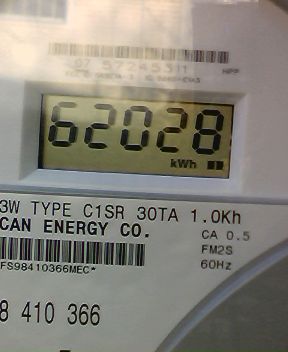 62028
kWh
3W TYPE C1SR 30TA 1.0Kh
CAN ENERGY CO.
CA 0.5
FM2S
60Hz
FS98410366MEC*
8 410 366